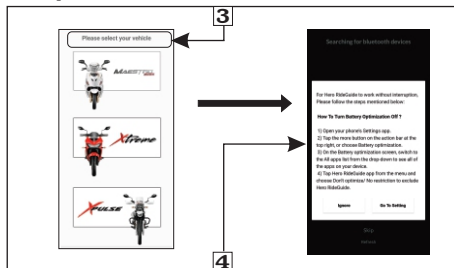 3
Please select your vehicle
MAESTRO
Xtreme
XPULSE
Searching for bluetooth devices
For Hero RideGuide to work without interruption,
Please follow the steps mentioned below:
How To Turn Battery Optimization Off ?
1) Open your phone's Settings app.
2) Tap the more button on the action bar at the
top right, or choose Battery optimization.
3) On the Battery optimization screen, switch to
the All apps list from the drop down to see all of
the apps on your device.
4) Tap Hero RideGuide app from the menu and
choose Don't optimize/ No restriction to exclude
Hero RideGuide.
Ignore Go To Setting
Skip
4